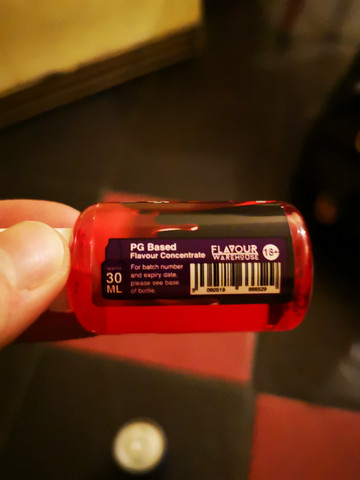 PG Based
Flavour Concentrate
FLAVOUR
WAREHOUSE
18+
30
ML
For batch number
and expiry date,
please see base
of bottle.